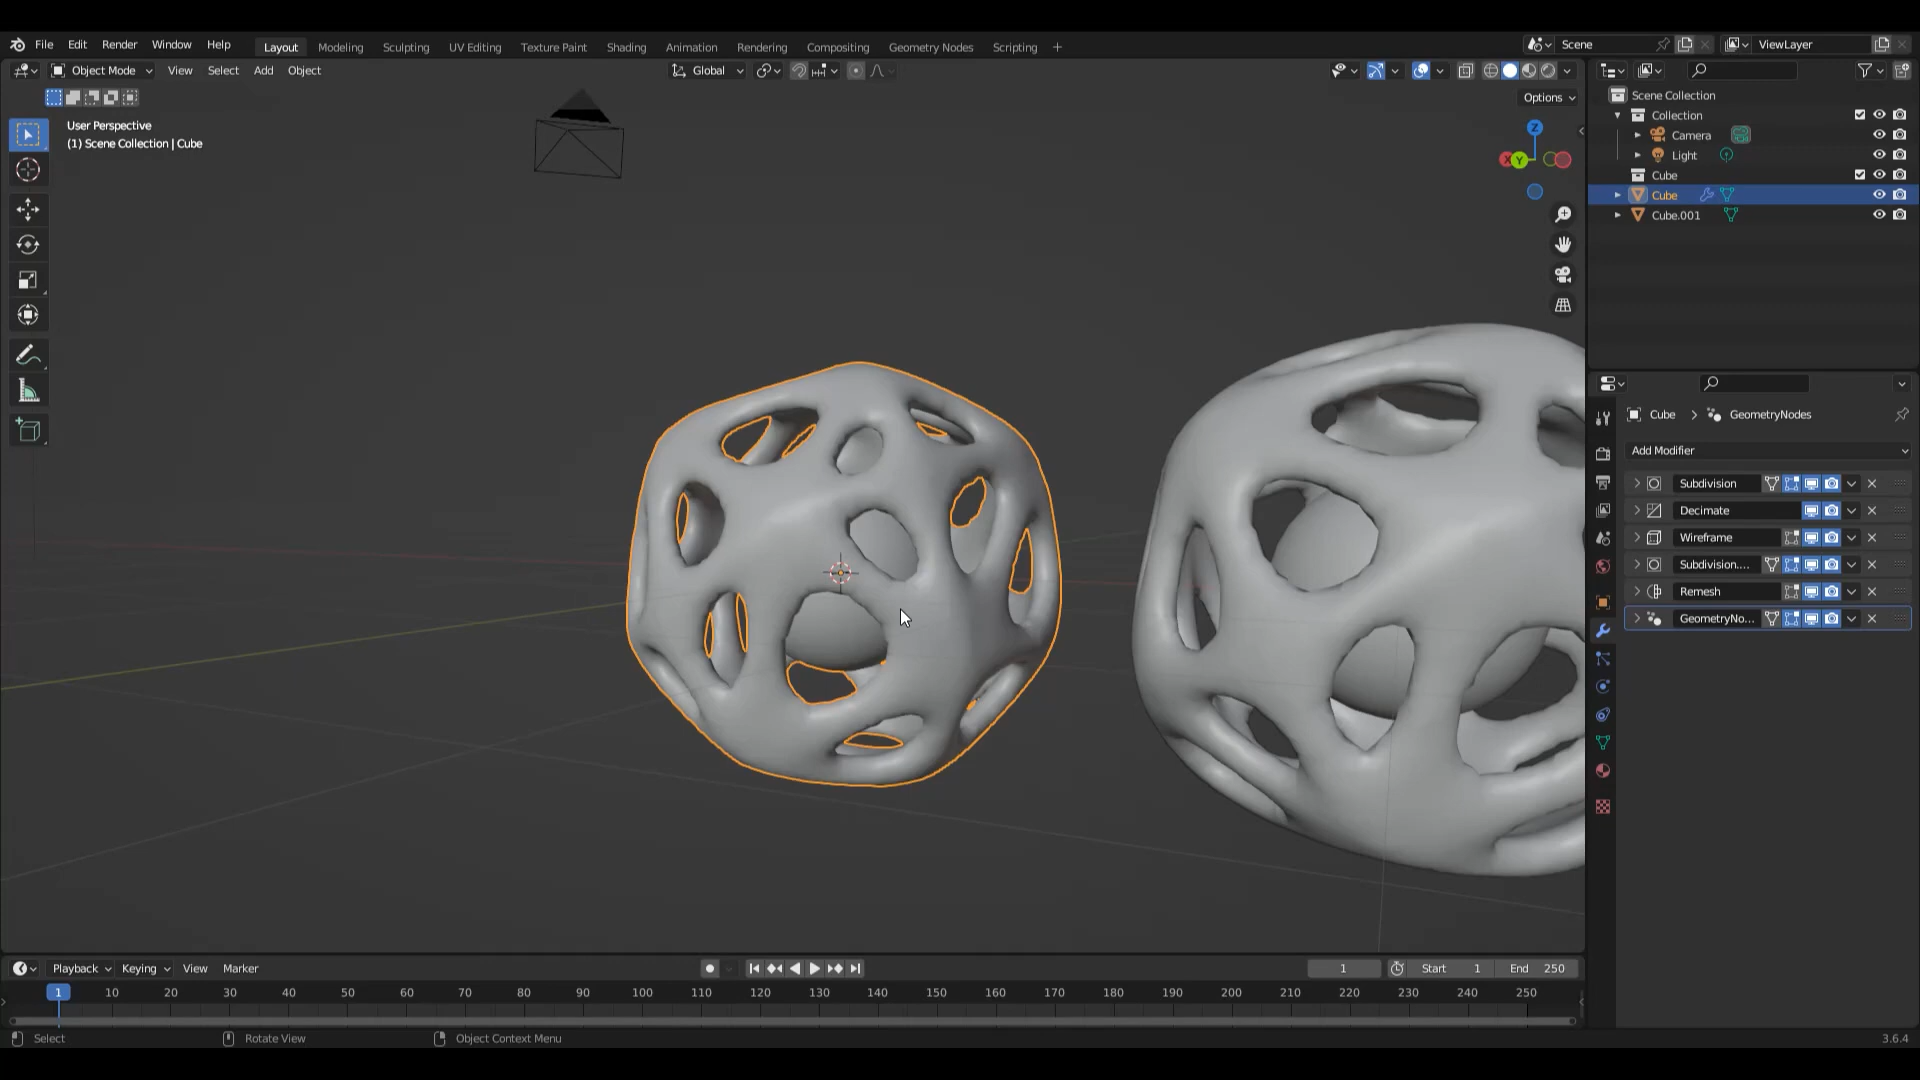 File Edit Render Window Help Layout Modeling Sculpting UV Editing Texture Paint Shading Animation Rendering Compositing Geometry Nodes Scripting + Scene ViewLayer
Object Mode View Select Add Object Global
Options
User Perspective
(1) Scene Collection | Cube
Z
X Y
Scene Collection
Collection
Camera
Light
Cube
Cube
Cube.001
Cube > GeometryNodes
Add Modifier
Subdivision
Decimate
Wireframe
Subdivision....
Remesh
GeometryNo...
Playback Keying View Marker 1 Start 1 End 250
1 10 20 30 40 50 60 70 80 90 100 110 120 130 140 150 160 170 180 190 200 210 220 230 240 250
Select Rotate View Object Context Menu 3.6.4